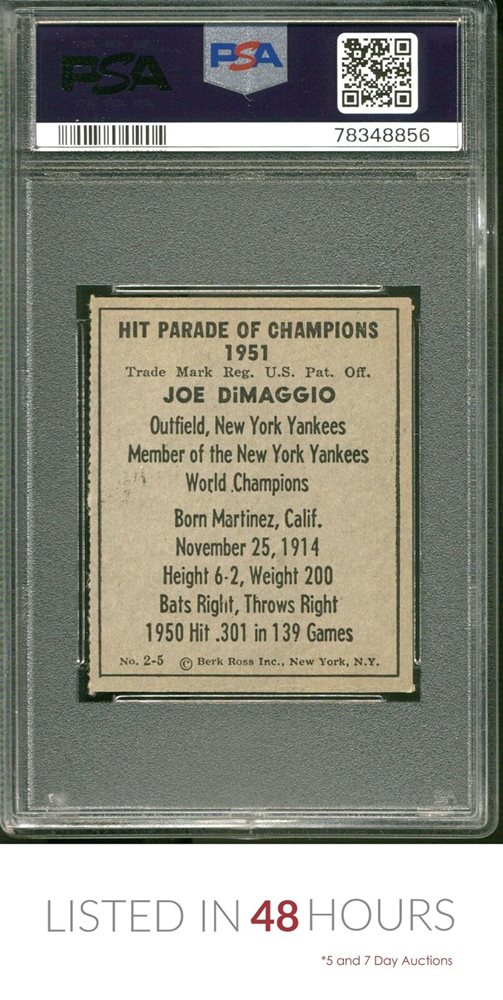 PSA
PSA
78348856
HIT PARADE OF CHAMPIONS
1951
Trade Mark Reg. U.S. Pat. Off.
JOE DiMAGGIO
Outfield, New York Yankees
Member of the New York Yankees
World Champions
Born Martinez, Calif.
November 25, 1914
Height 6-2, Weight 200
Bats Right, Throws Right
1950 Hit .301 in 139 Games
No. 2-5 © Berk Ross Inc., New York, N.Y.
LISTED IN 48 HOURS
*5 and 7 Day Auctions